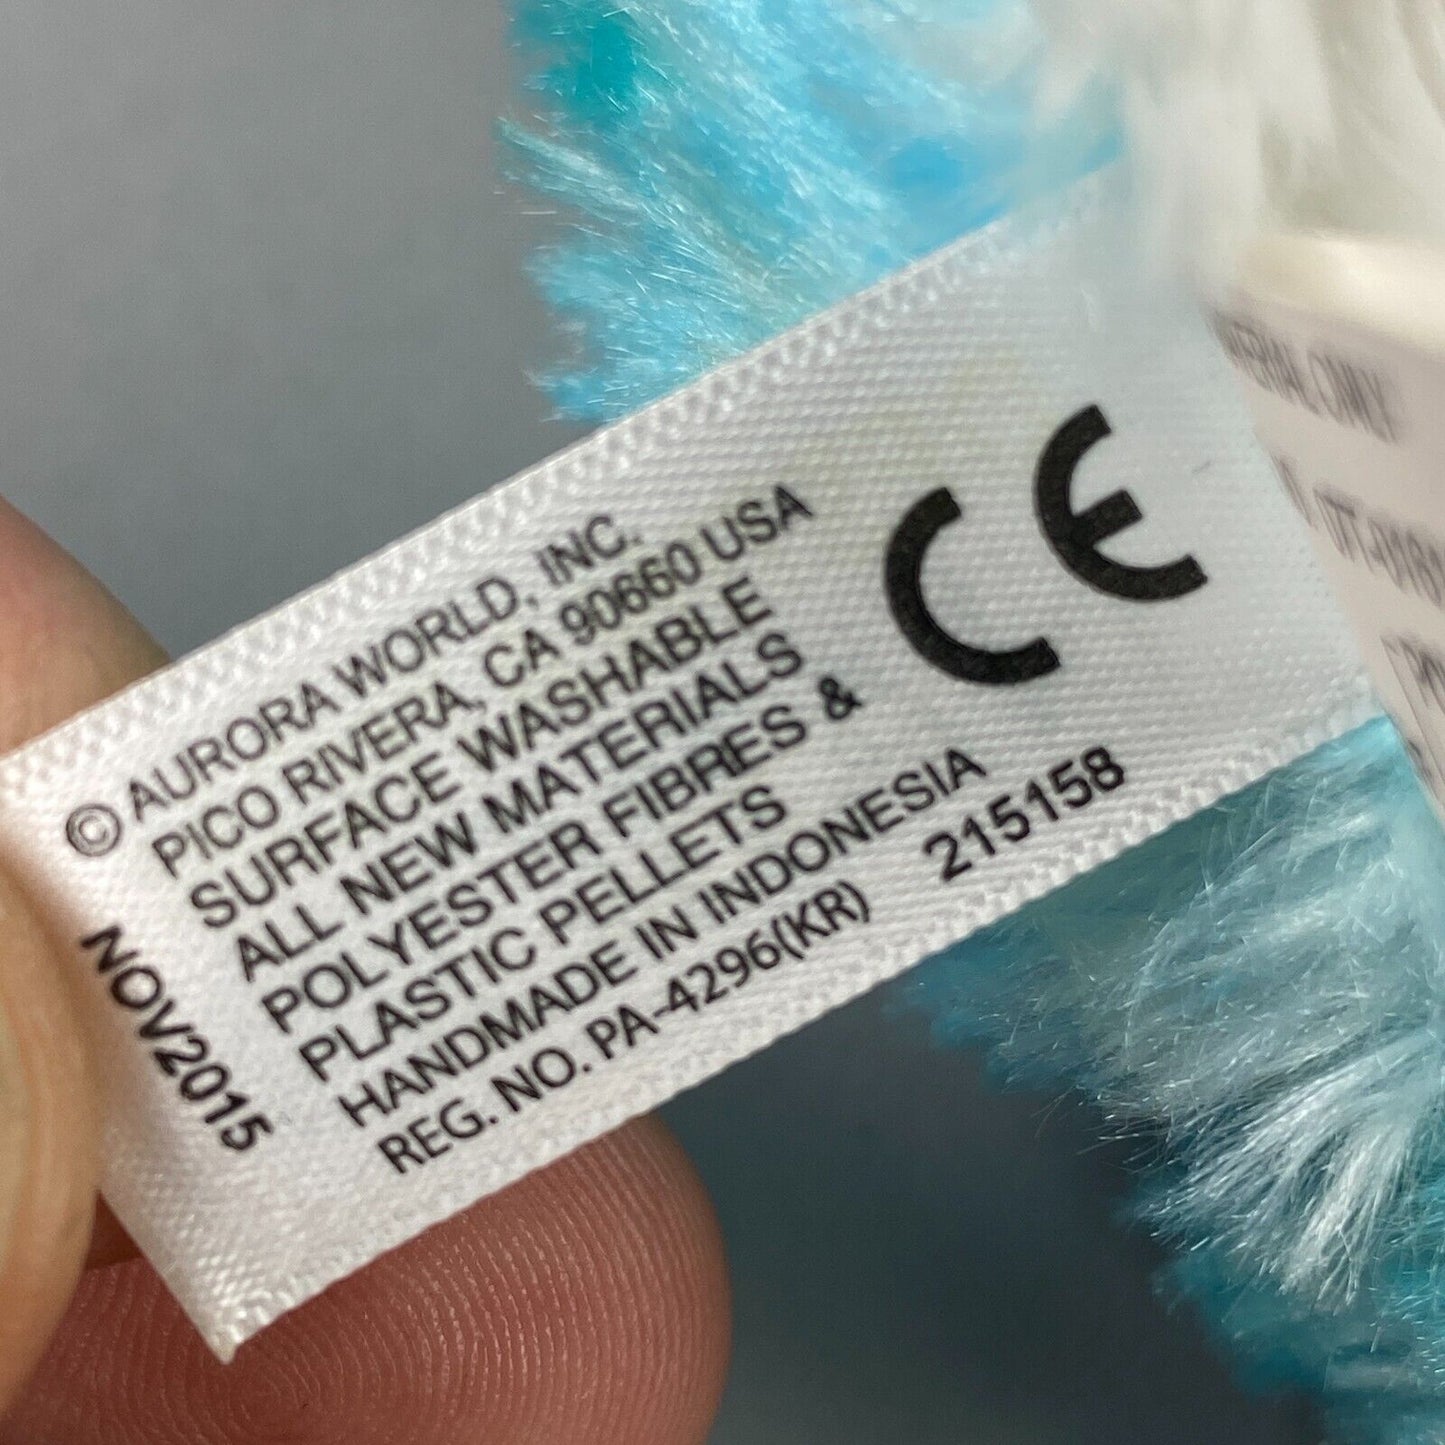 © AURORA WORLD, INC.
PICO RIVERA, CA 90660 USA
SURFACE WASHABLE
ALL NEW MATERIALS
POLYESTER FIBRES &
PLASTIC PELLETS
HANDMADE IN INDONESIA
REG. NO. PA-4296(KR)
215158
NOV2015
CE